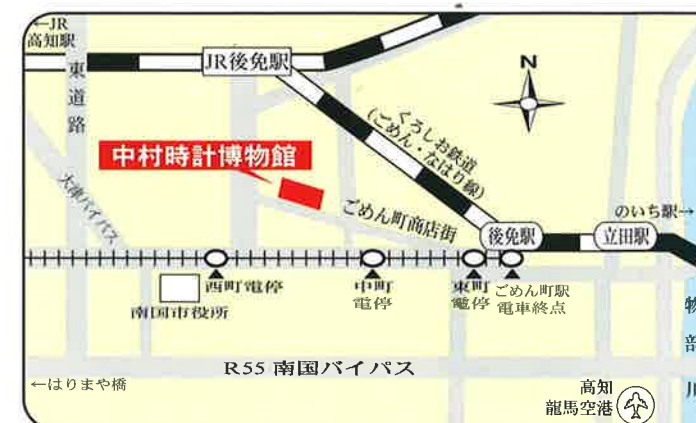 ←JR
高知駅
JR後免駅
東道路
N
くろしお鉄道
(ごめん・なはり線)
中村時計博物館
大津バイパス
ごめん町商店街
のいち駅→
後免駅
立田駅
西町電停
中町
電停
東町
電停
ごめん町駅
電車終点
南国市役所
物部川
R55 南国バイパス
←はりまや橋
高知
龍馬空港